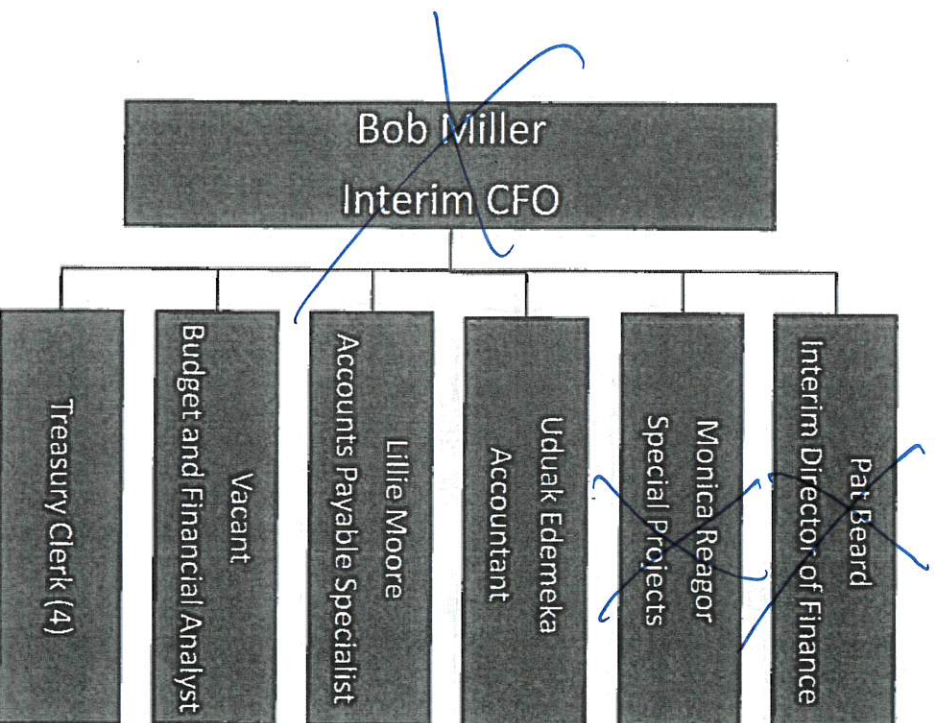 Bob Miller
Interim CFO
Treasury Clerk (4)
Vacant
Budget and Financial Analyst
Lillie Moore
Accounts Payable Specialist
Uduak Edemeka
Accountant
Monica Reagor
Special Projects
Pat Beard
Interim Director of Finance